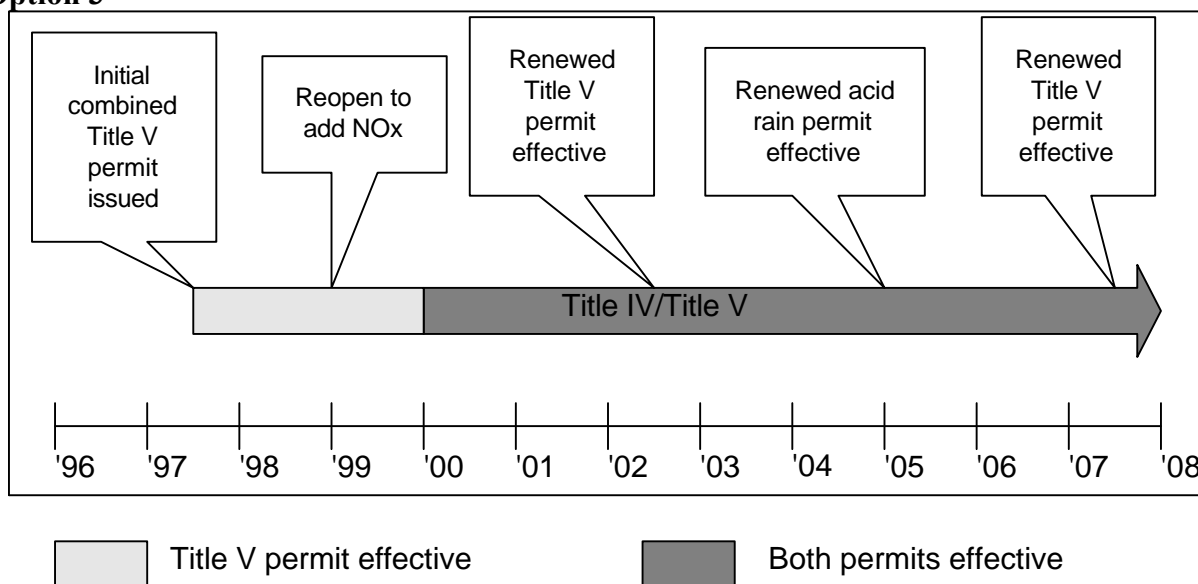 Option 3
Initial
combined
Title V
permit
issued
Reopen to
add NOx
Renewed
Title V
permit
effective
Renewed acid
rain permit
effective
Renewed
Title V
permit
effective
Title IV/Title V
'96 '97 '98 '99 '00 '01 '02 '03 '04 '05 '06 '07 '08
Title V permit effective
Both permits effective